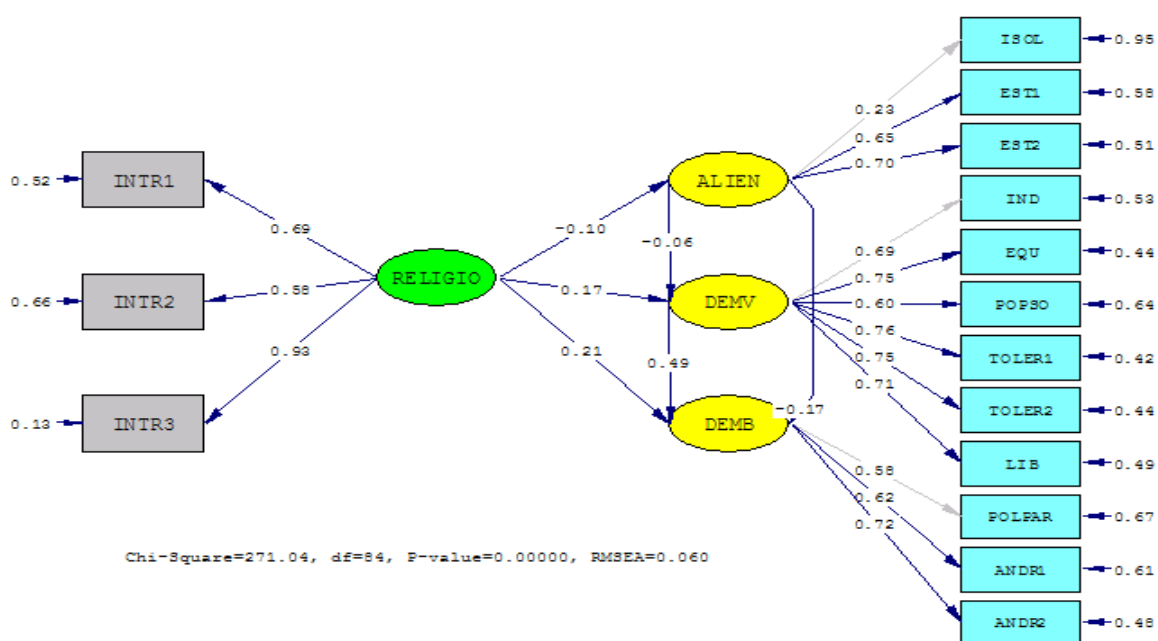 ISOL
0.95
0.23
EST1
0.58
0.65
EST2
0.51
0.70
0.52
INTR1
ALIEN
IND
0.53
0.69
-0.10
-0.06
0.69
EQU
0.44
0.75
RELIGIO
0.66
INTR2
0.58
0.17
DEMV
0.60
POPSO
0.64
0.76
TOLER1
0.42
0.93
0.21
0.49
0.75
0.71
TOLER2
0.44
0.13
INTR3
DEMB
-0.17
LIB
0.49
0.58
0.62
0.72
POLPAR
0.67
Chi-Square=271.04, df=84, P-value=0.00000, RMSEA=0.060
ANDR1
0.61
ANDR2
0.48